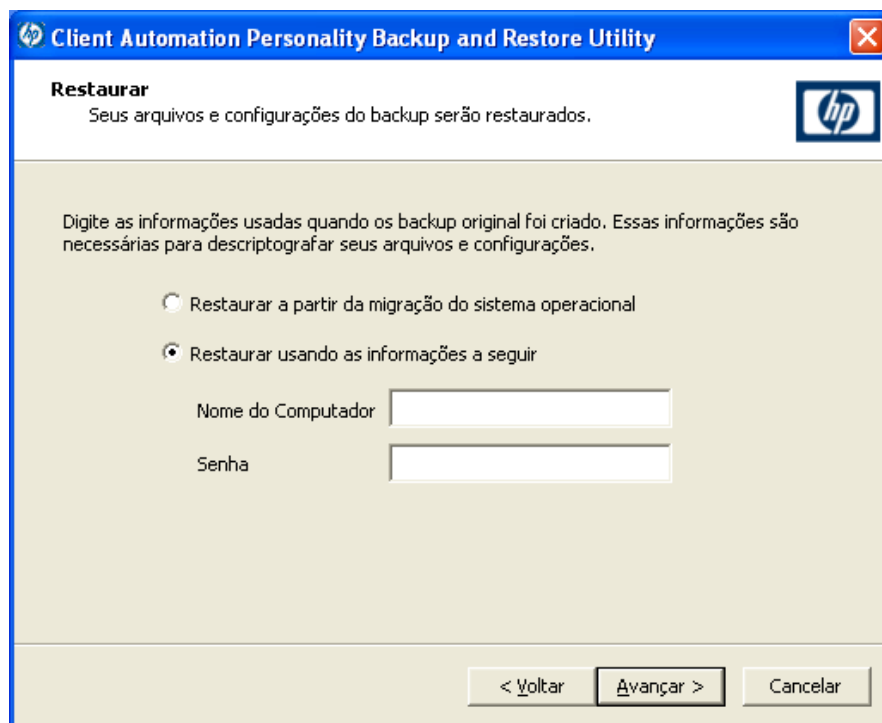 Client Automation Personality Backup and Restore Utility
Restaurar
Seus arquivos e configurações do backup serão restaurados.
hp
Digite as informações usadas quando os backup original foi criado. Essas informações são
necessárias para descriptografar seus arquivos e configurações.
Restaurar a partir da migração do sistema operacional
Restaurar usando as informações a seguir
Nome do Computador
Senha
< Voltar
Avançar >
Cancelar